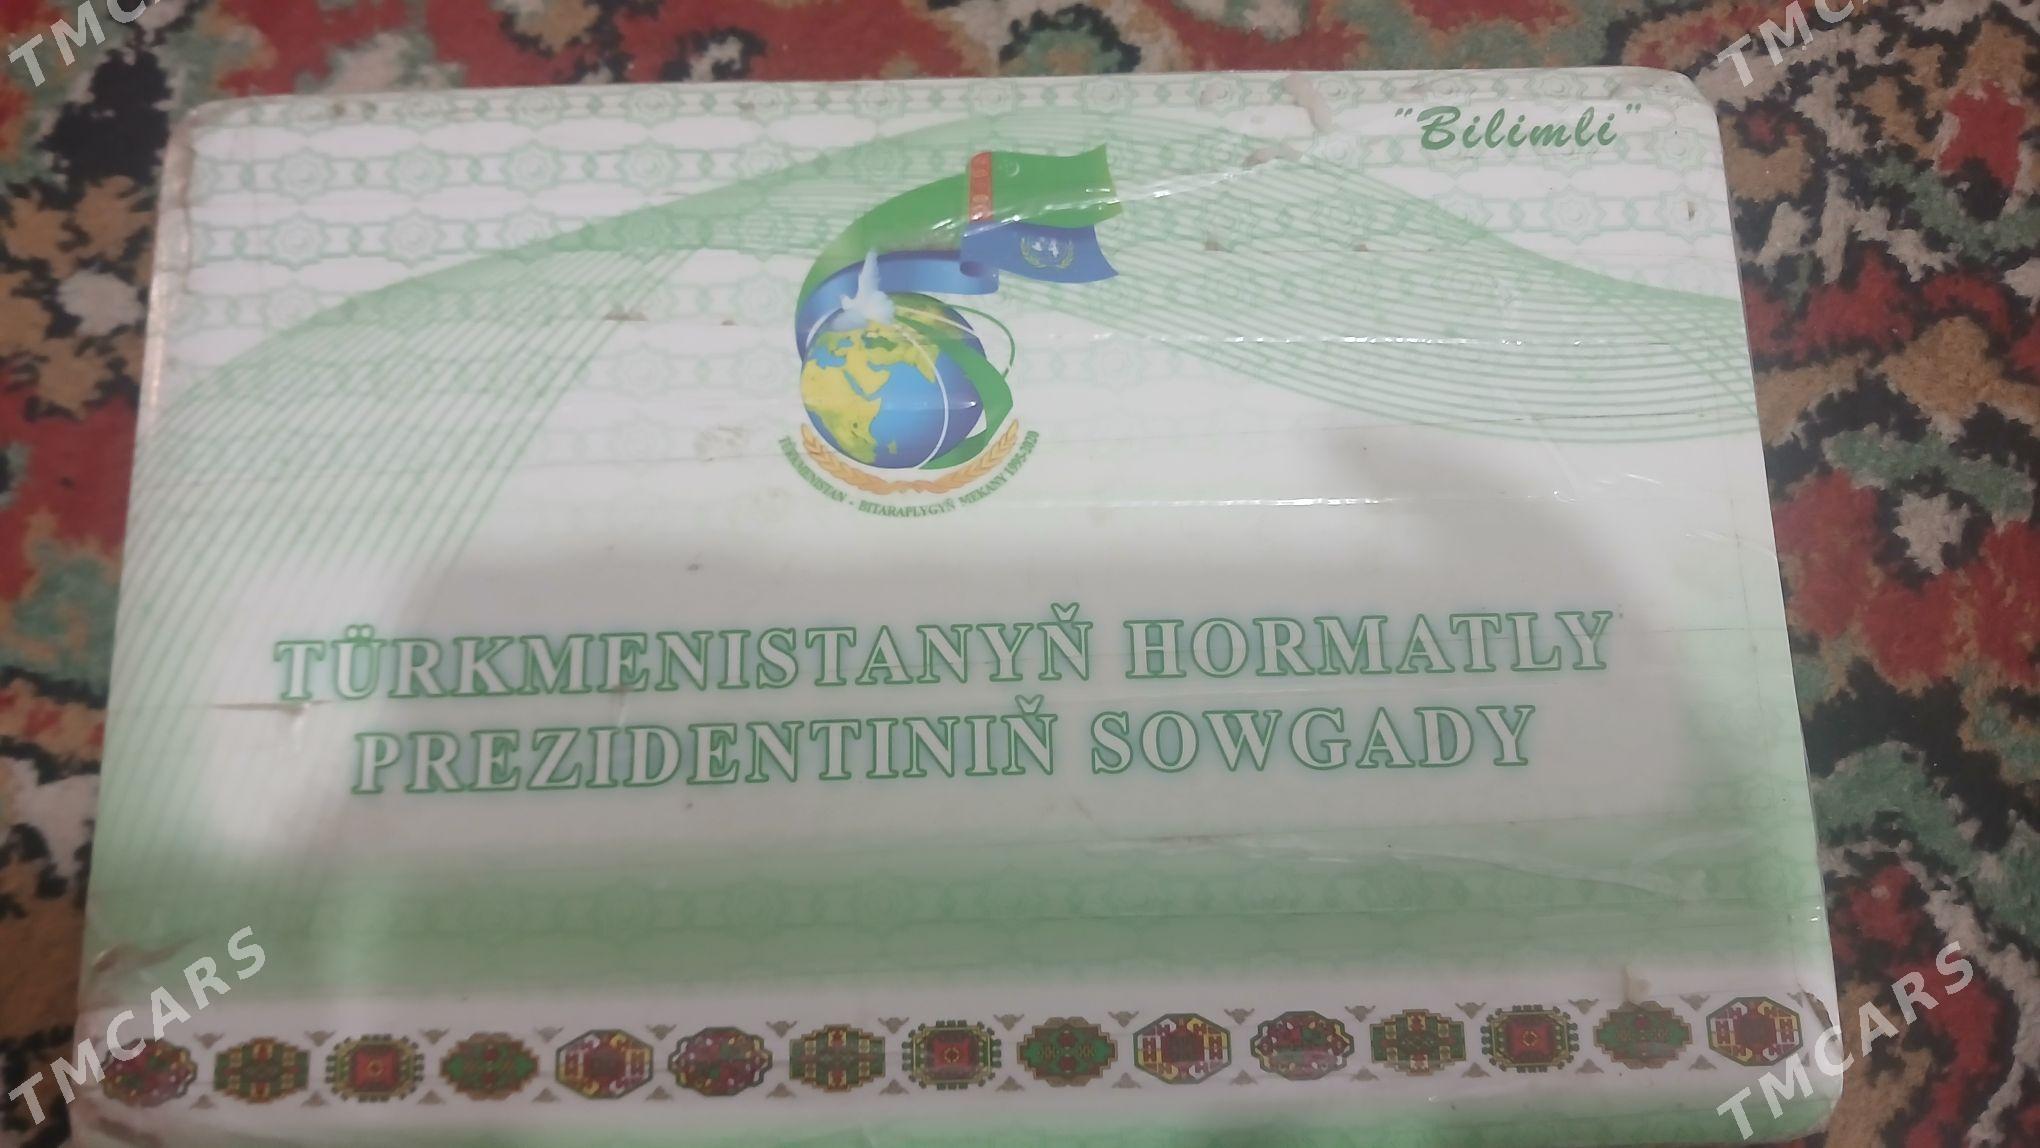 TMCARS
TMCARS
"Bilimli"
TÜRKMENISTAN - BITARAPLYGYŇ MEKANY 1995-2020
TÜRKMENISTANYŇ HORMATLY
PREZIDENTINIŇ SOWGADY
TMCARS
TMCARS